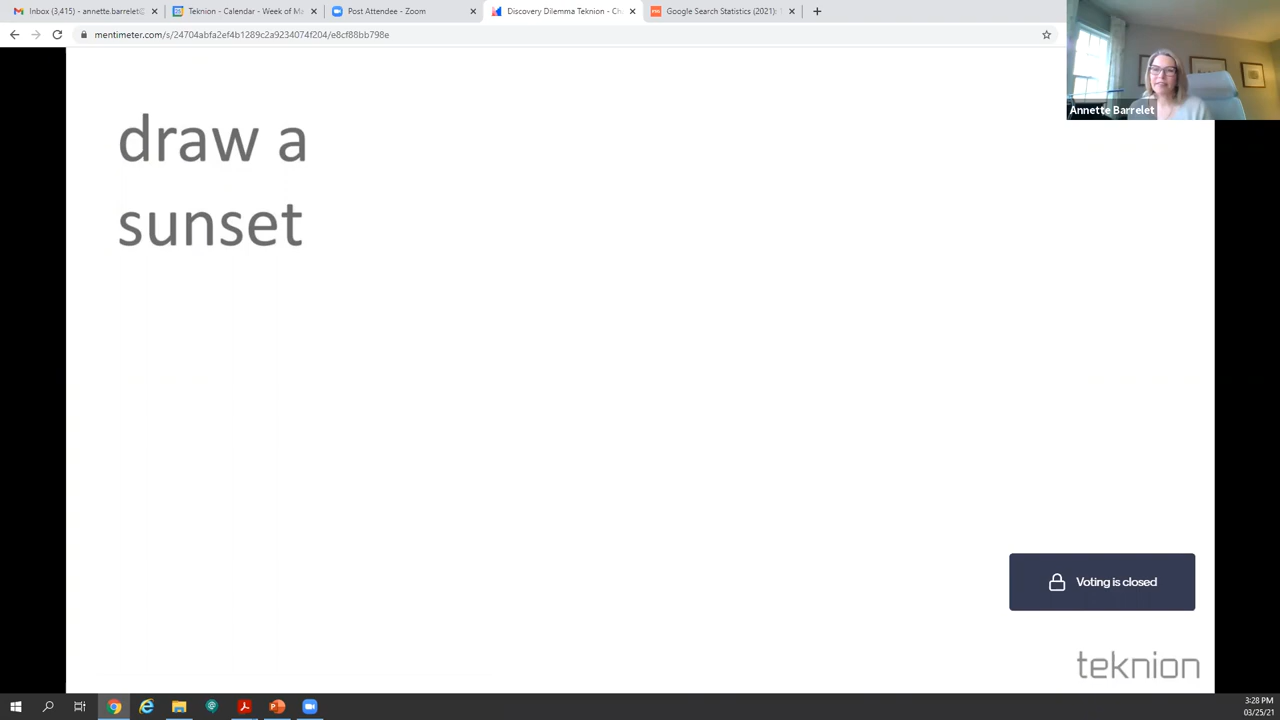 Inbox (3,415) - annette.barrelet@
Teknion - Calendar - Week of Ma
Post Attendee - Zoom
Discovery Dilemma Teknion - Ch
Google Search Statistics (2021):
mentimeter.com/s/24704abfa2ef4b1289c2a9234074f204/e8cf88bb798e
Annette Barrelet
draw a
sunset
Voting is closed
teknion
3:28 PM
03/25/21